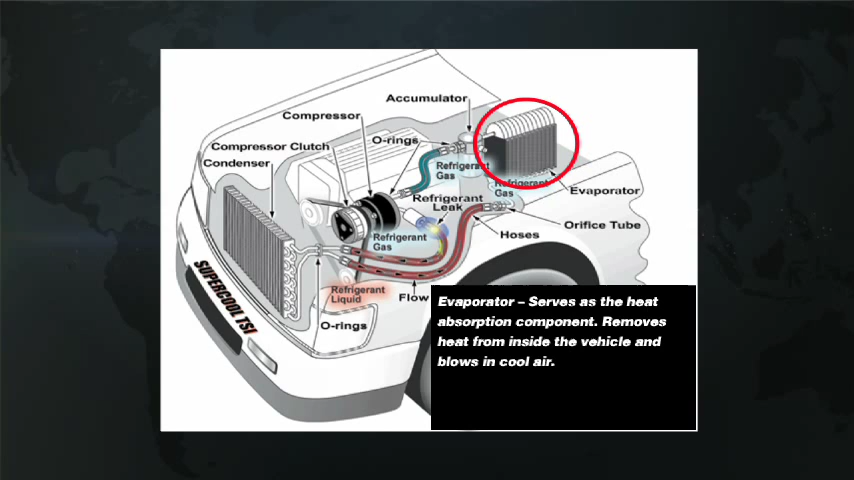 Accumulator
Compressor
O-rings
Compressor Clutch
Condenser
Refrigerant
Gas
Refrigerant
Gas
Evaporator
Refrigerant
Leak
Orifice Tube
Hoses
Refrigerant
Gas
Refrigerant
Liquid
Flow
O-rings
SUPERCOOL TSI
Evaporator – Serves as the heat
absorption component. Removes
heat from inside the vehicle and
blows in cool air.